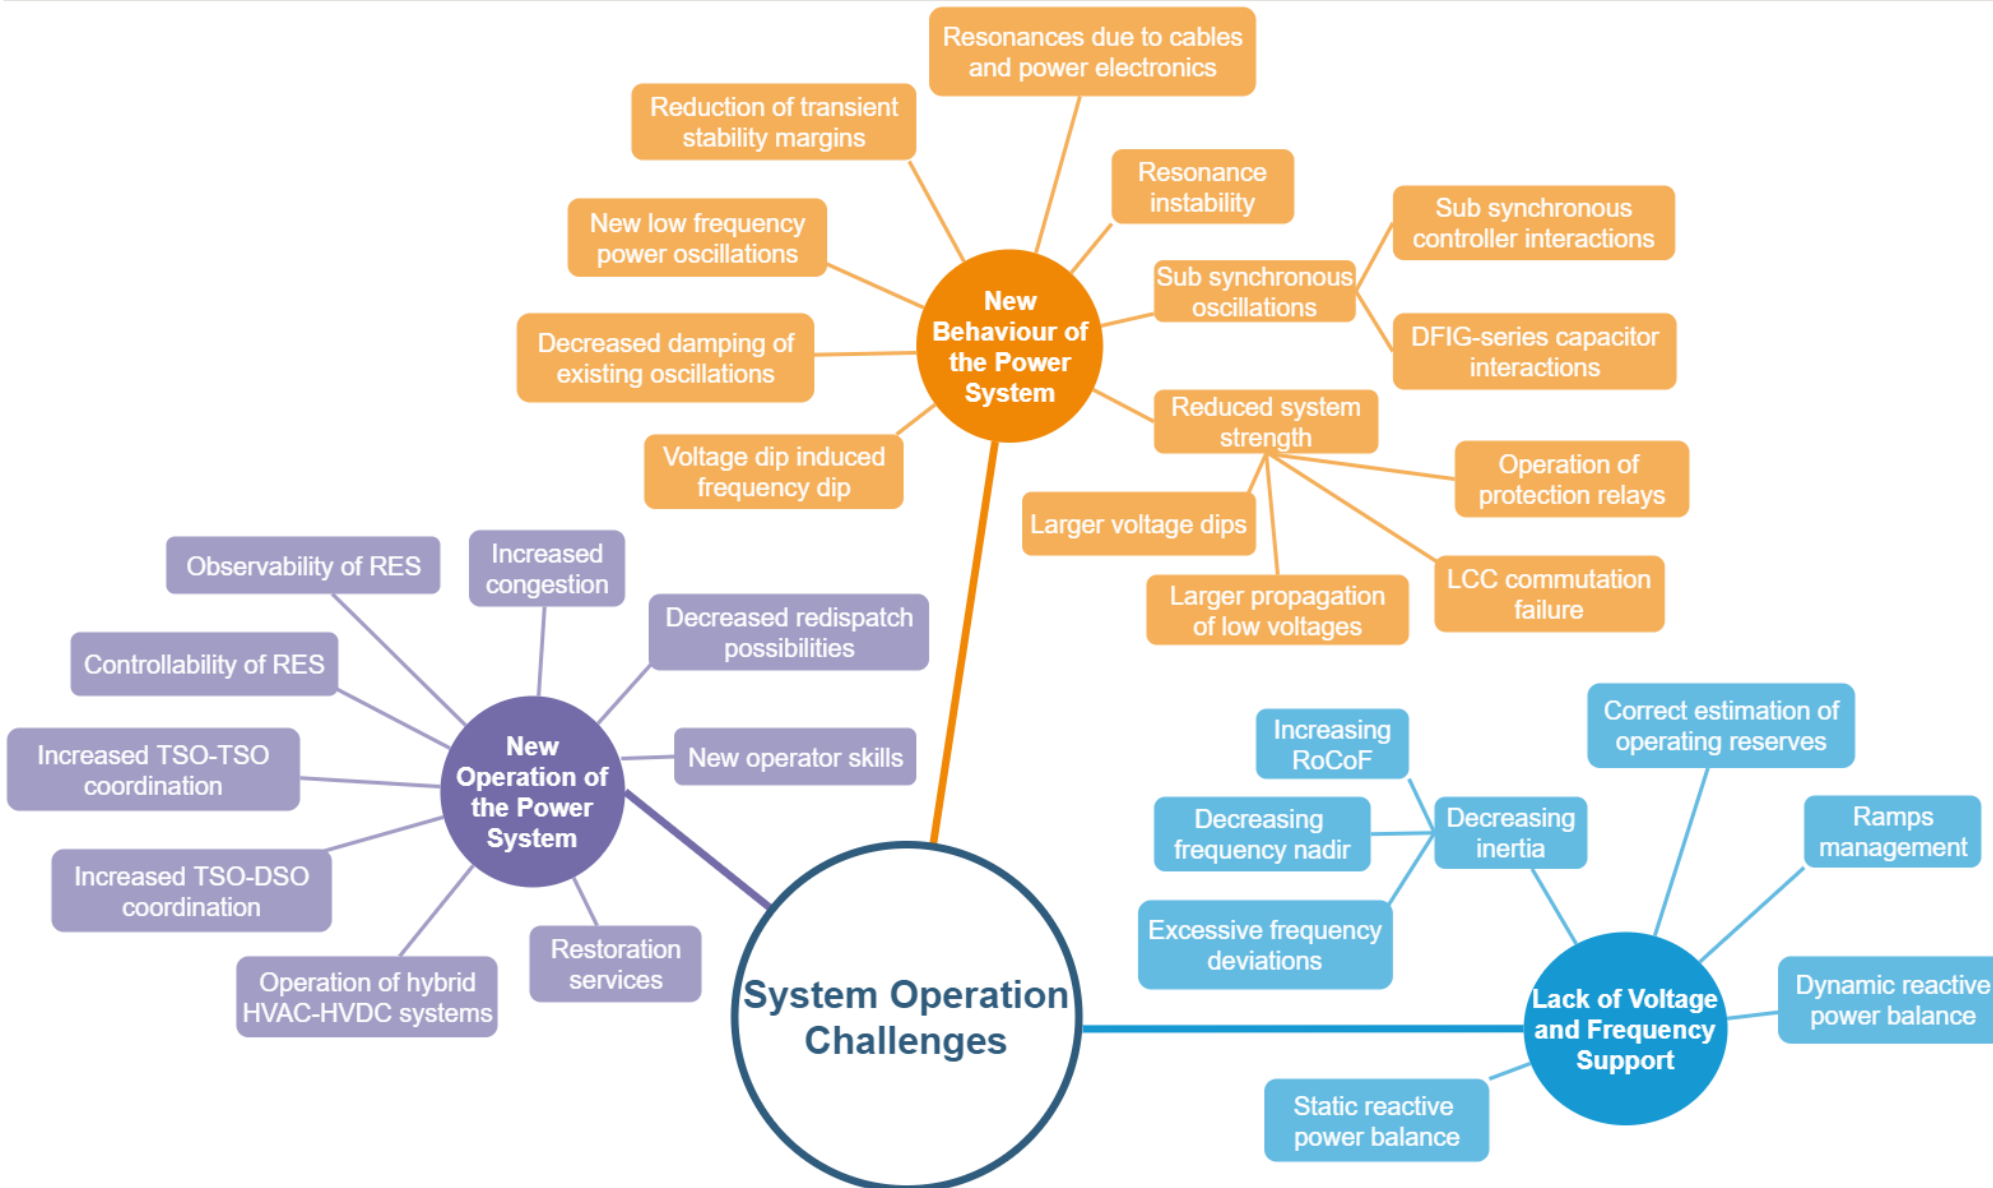 Resonances due to cables
and power electronics
Reduction of transient
stability margins
Resonance
instability
New low frequency
power oscillations
Sub synchronous
controller interactions
Sub synchronous
oscillations
New
Behaviour of
the Power
System
Decreased damping of
existing oscillations
DFIG-series capacitor
interactions
Reduced system
strength
Voltage dip induced
frequency dip
Operation of
protection relays
Larger voltage dips
LCC commutation
failure
Larger propagation
of low voltages
Observability of RES
Increased
congestion
Decreased redispatch
possibilities
Controllability of RES
New operator skills
Increased TSO-TSO
coordination
New
Operation of
the Power
System
Increased TSO-DSO
coordination
Restoration
services
Operation of hybrid
HVAC-HVDC systems
System Operation
Challenges
Correct estimation of
operating reserves
Increasing
RoCoF
Decreasing
frequency nadir
Decreasing
inertia
Ramps
management
Excessive frequency
deviations
Dynamic reactive
power balance
Lack of Voltage
and Frequency
Support
Static reactive
power balance